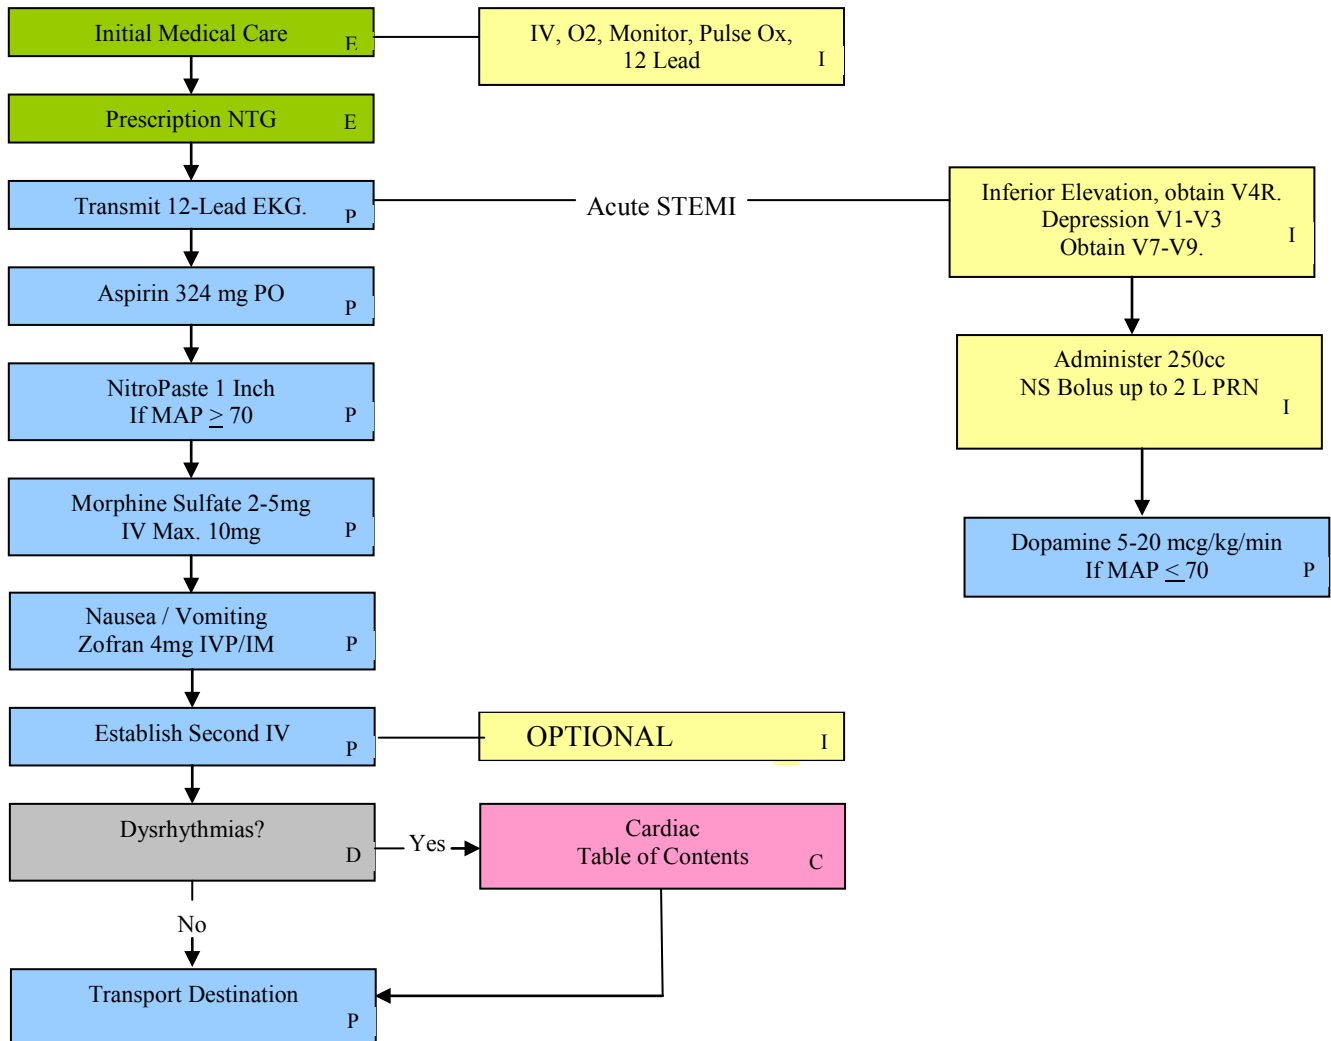 Initial Medical Care E
IV, O2, Monitor, Pulse Ox,
12 Lead I
Prescription NTG E
Transmit 12-Lead EKG. P
Acute STEMI
Inferior Elevation, obtain V4R.
Depression V1-V3
Obtain V7-V9. I
Aspirin 324 mg PO P
Administer 250cc
NS Bolus up to 2 L PRN
I
NitroPaste 1 Inch
If MAP ≥ 70 P
Morphine Sulfate 2-5mg
IV Max. 10mg P
Dopamine 5-20 mcg/kg/min
If MAP ≤ 70 P
Nausea / Vomiting
Zofran 4mg IVP/IM P
Establish Second IV P
OPTIONAL I
Dysrhythmias?
D
Yes
Cardiac
Table of Contents C
No
Transport Destination
P